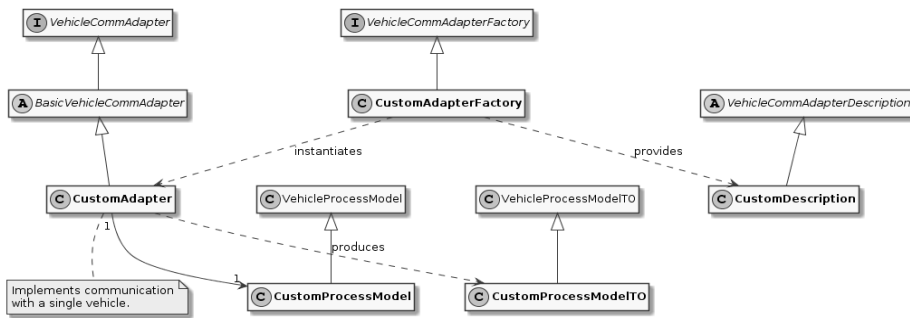 I VehicleCommAdapter
I VehicleCommAdapterFactory
A BasicVehicleCommAdapter
C CustomAdapterFactory
A VehicleCommAdapterDescription
instantiates
provides
C CustomAdapter
C VehicleProcessModel
C VehicleProcessModelTO
C CustomDescription
1
produces
1
Implements communication
with a single vehicle.
C CustomProcessModel
C CustomProcessModelTO